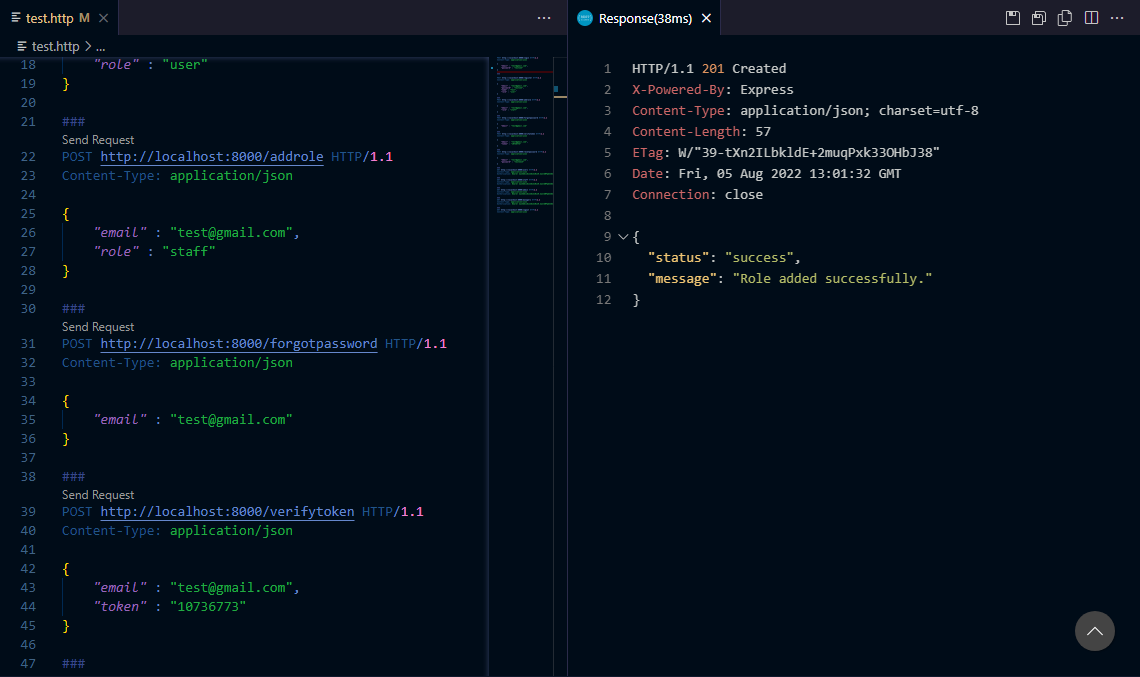 test.http M
test.http > ...
18 "role" : "user"
19 }
20
21 ###
Send Request
22 POST http://localhost:8000/addrole HTTP/1.1
23 Content-Type: application/json
24
25 {
26 "email" : "test@gmail.com",
27 "role" : "staff"
28 }
29
30 ###
Send Request
31 POST http://localhost:8000/forgotpassword HTTP/1.1
32 Content-Type: application/json
33
34 {
35 "email" : "test@gmail.com"
36 }
37
38 ###
Send Request
39 POST http://localhost:8000/verifytoken HTTP/1.1
40 Content-Type: application/json
41
42 {
43 "email" : "test@gmail.com",
44 "token" : "10736773"
45 }
46
47 ###
Response(38ms)
1 HTTP/1.1 201 Created
2 X-Powered-By: Express
3 Content-Type: application/json; charset=utf-8
4 Content-Length: 57
5 ETag: W/"39-tXn2ILbkldE+2muqPxk33OHbJ38"
6 Date: Fri, 05 Aug 2022 13:01:32 GMT
7 Connection: close
8
9 {
10 "status": "success",
11 "message": "Role added successfully."
12 }